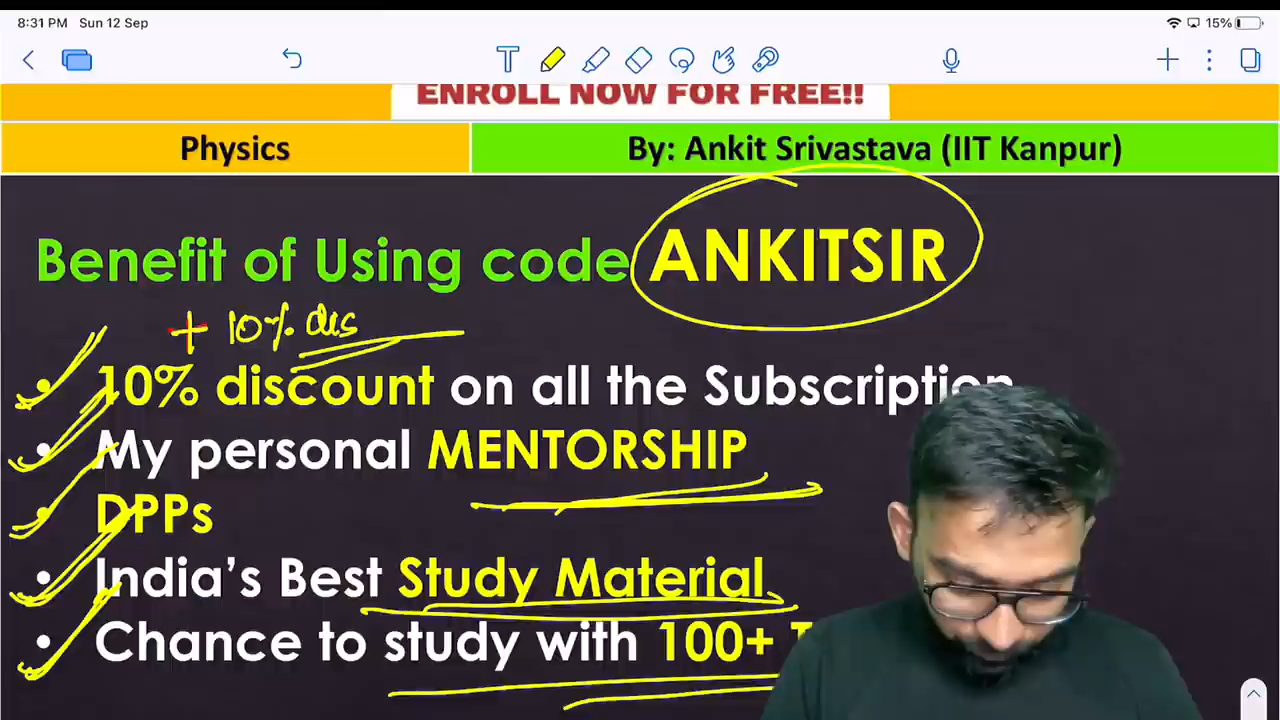 8:31 PM Sun 12 Sep 15%
ENROLL NOW FOR FREE!!
Physics By: Ankit Srivastava (IIT Kanpur)
Benefit of Using code ANKITSIR
+ 10% dis
• 10% discount on all the Subscription
• My personal MENTORSHIP
• DPPs
• India's Best Study Material
• Chance to study with 100+